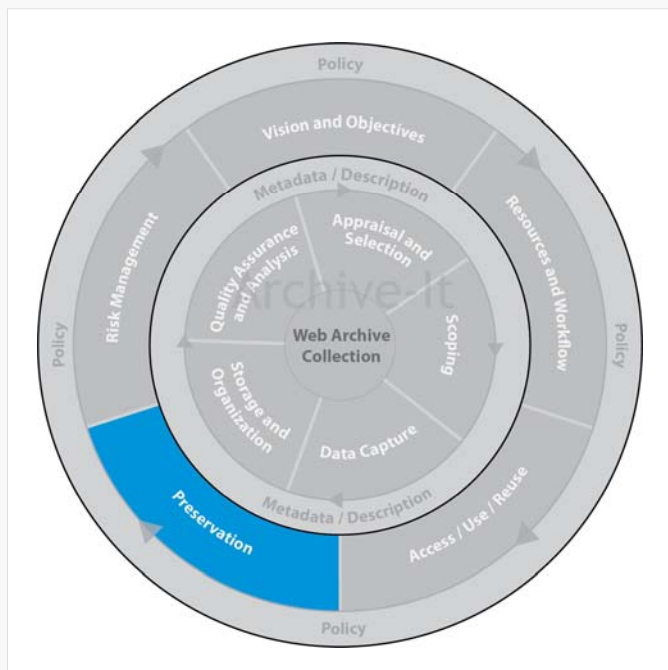 Policy
Vision and Objectives
Metadata / Description
Quality Assurance
and Analysis
Appraisal and
Selection
Risk Management
Resources and Workflow
Archive-It
Policy
Policy
Web Archive
Collection
Scoping
Storage and
Organization
Data Capture
Metadata / Description
Preservation
Access / Use / Reuse
Policy